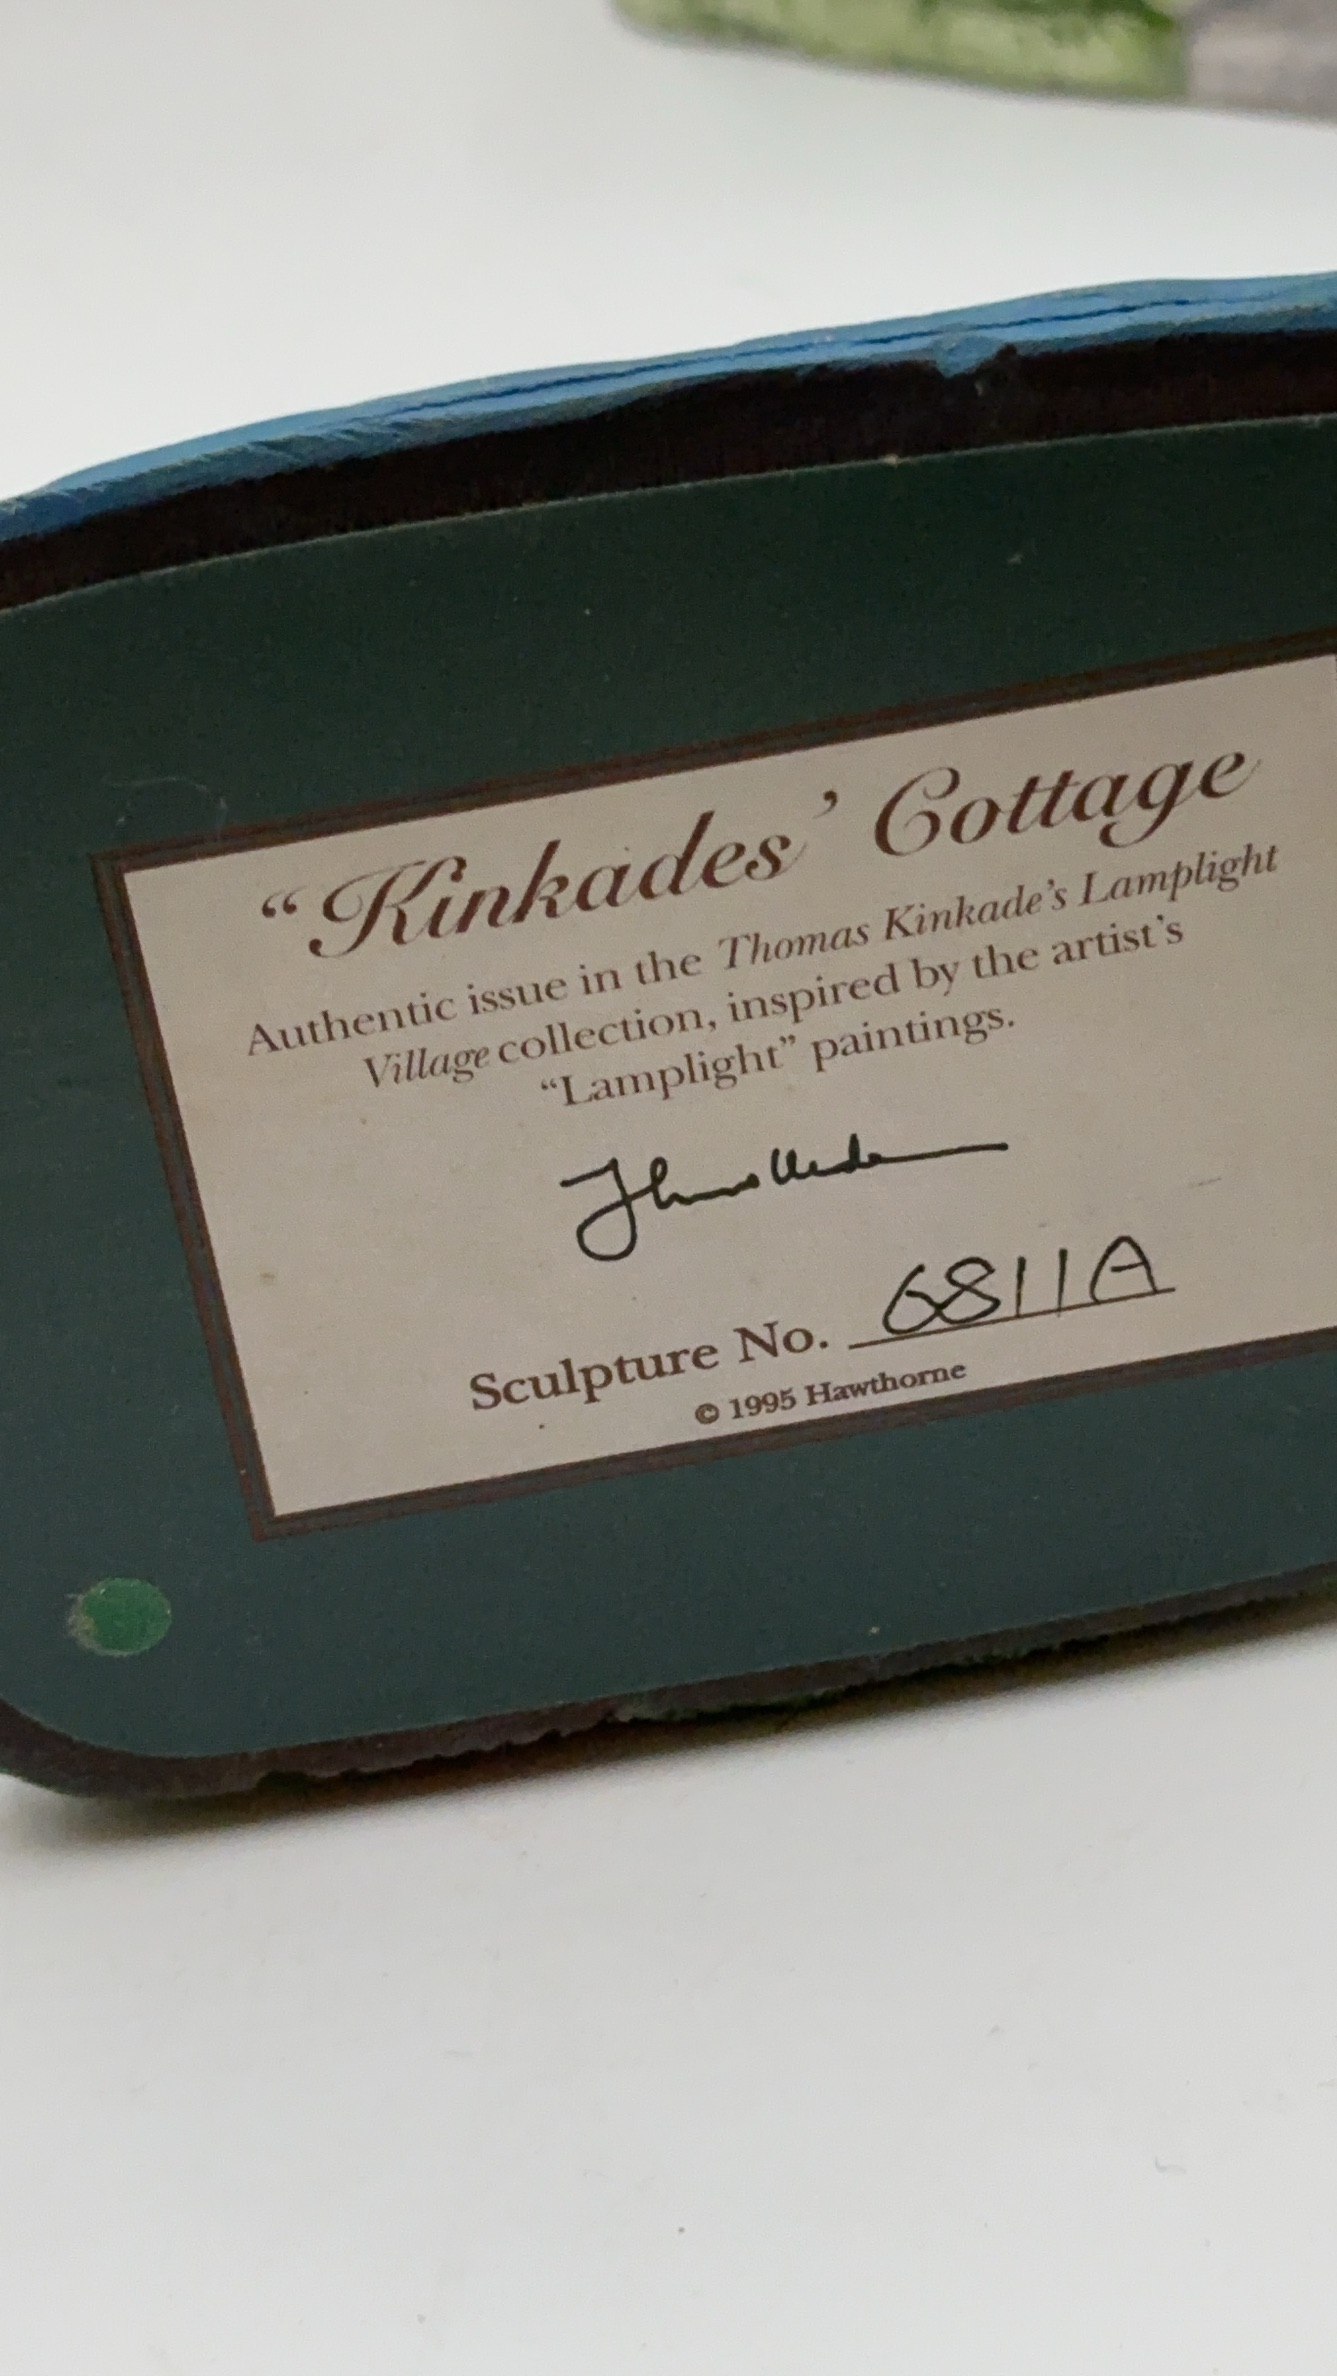 “Kinkades’ Cottage
Authentic issue in the Thomas Kinkade’s Lamplight
Village collection, inspired by the artist’s
“Lamplight” paintings.
Sculpture No. 6811A
© 1995 Hawthorne